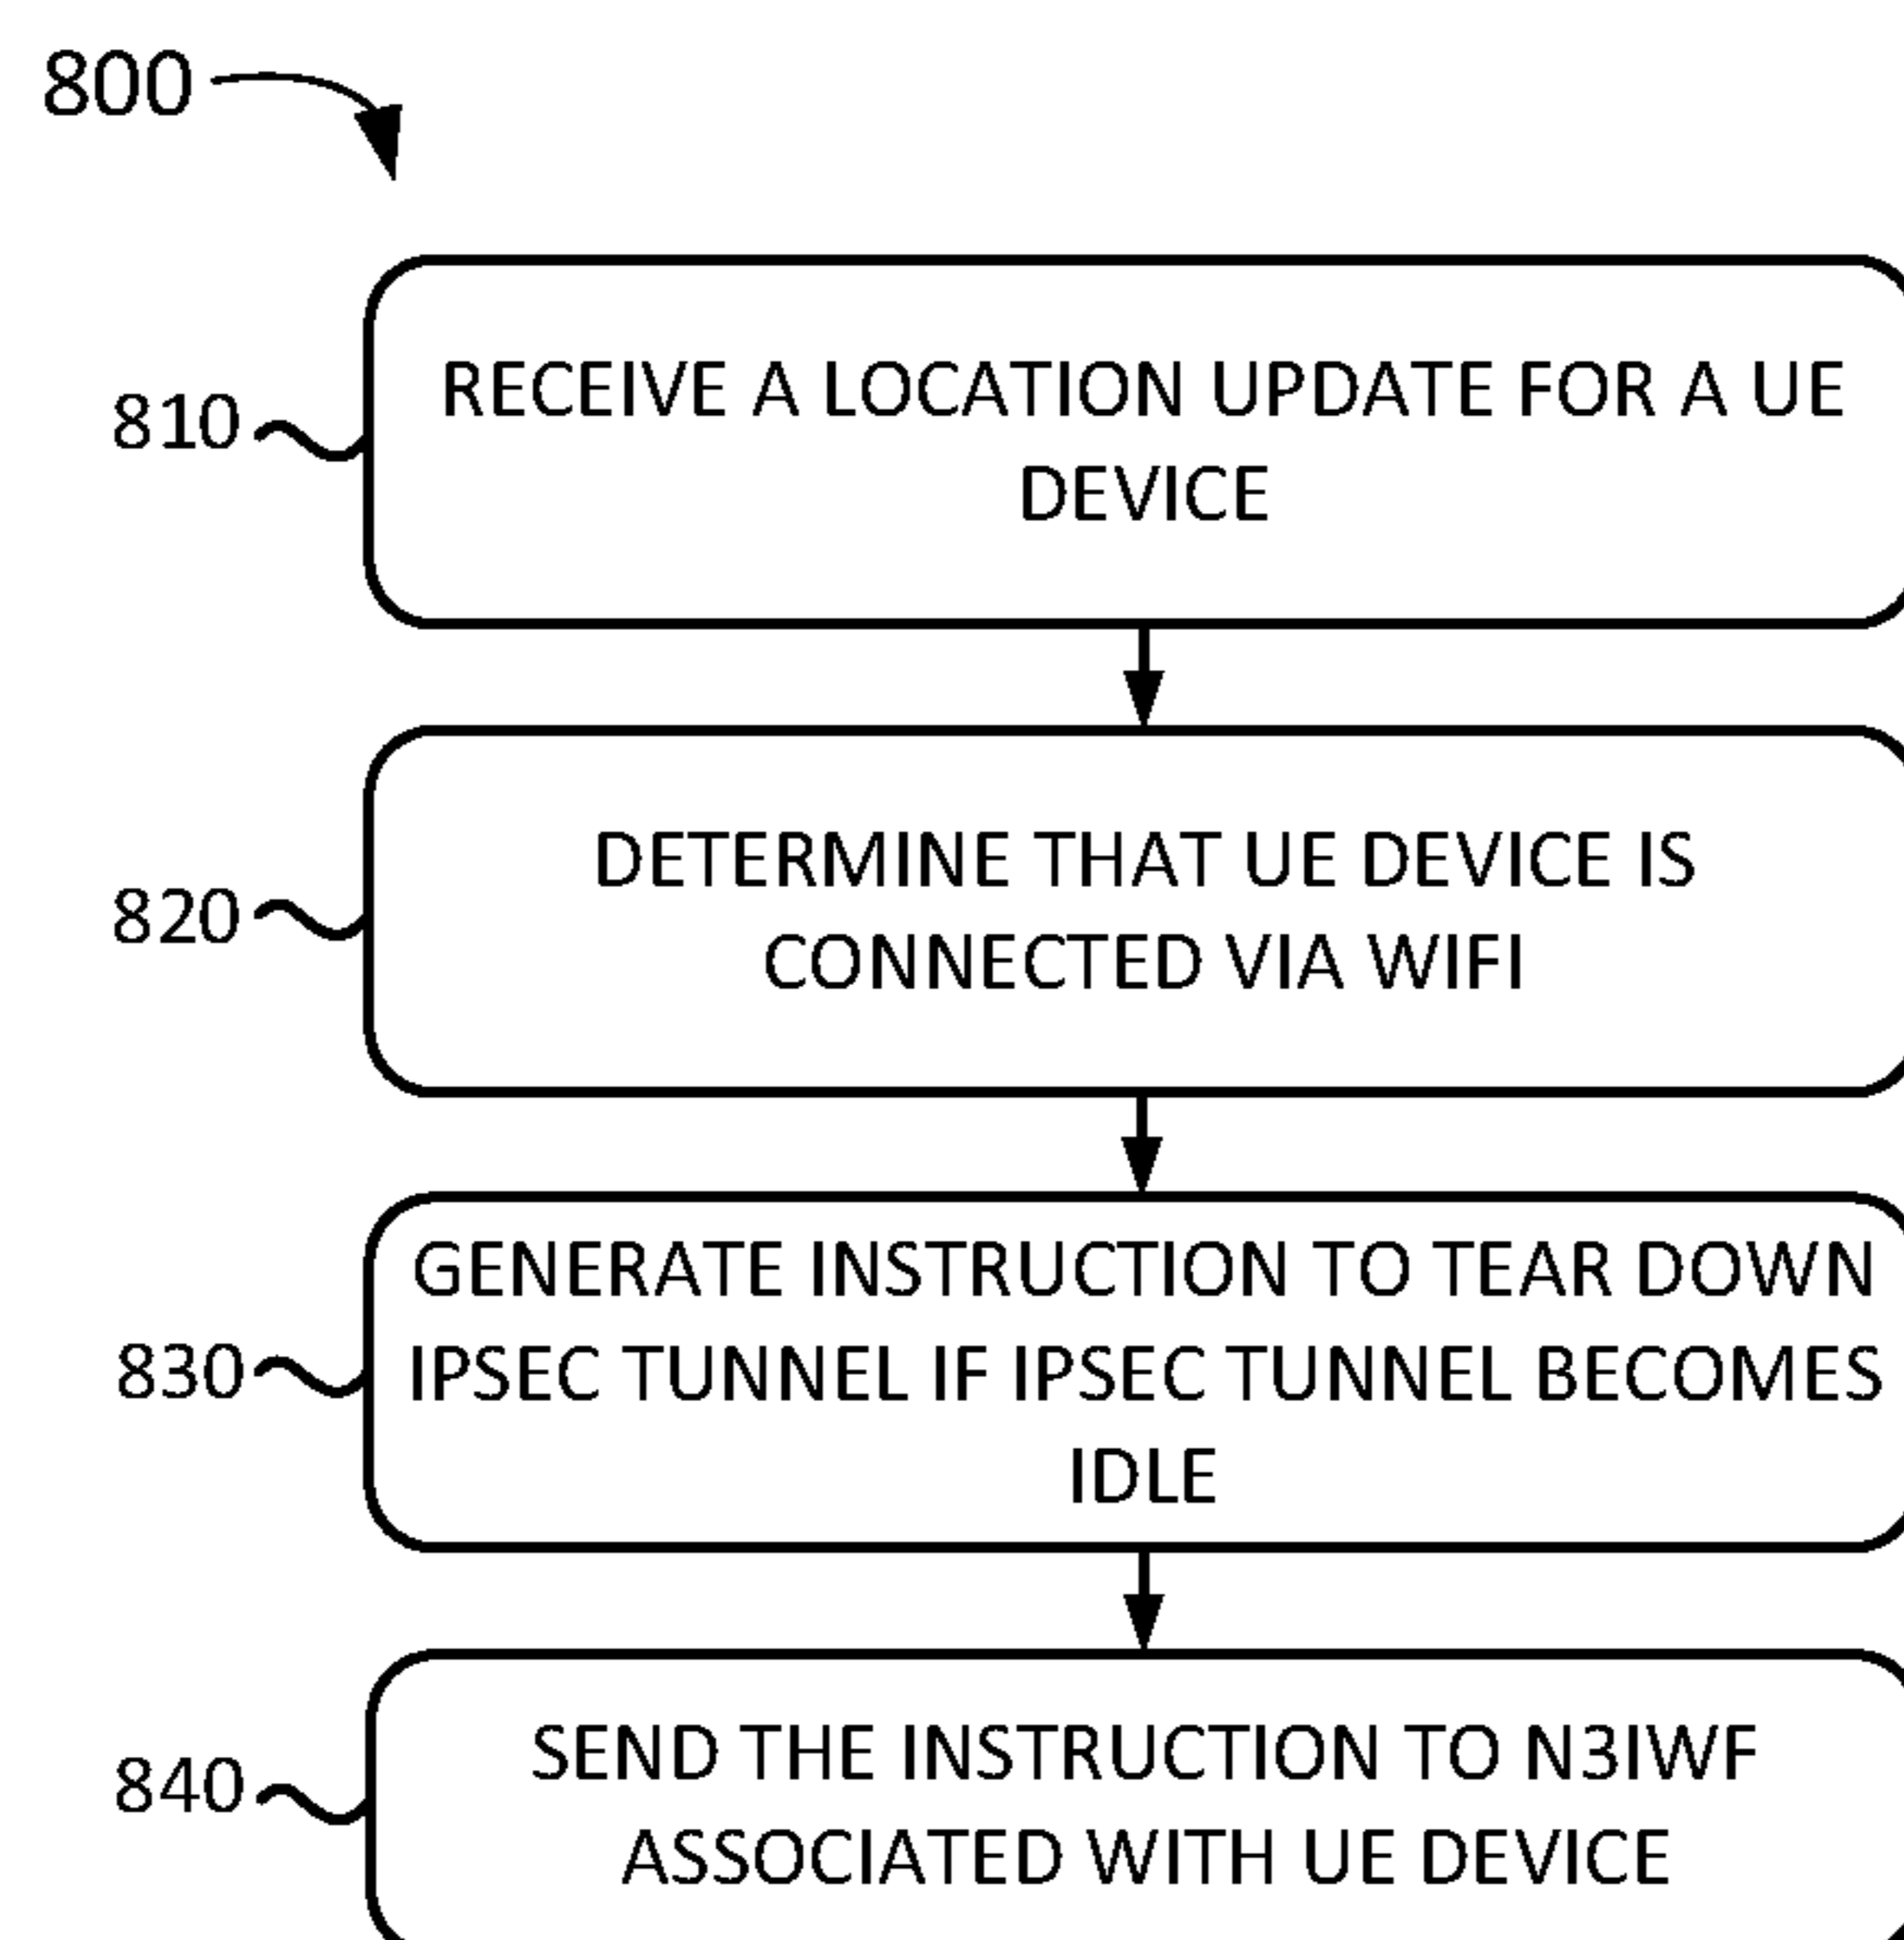 800
810
RECEIVE A LOCATION UPDATE FOR A UE
DEVICE
820
DETERMINE THAT UE DEVICE IS
CONNECTED VIA WIFI
830
GENERATE INSTRUCTION TO TEAR DOWN
IPSEC TUNNEL IF IPSEC TUNNEL BECOMES
IDLE
840
SEND THE INSTRUCTION TO N3IWF
ASSOCIATED WITH UE DEVICE